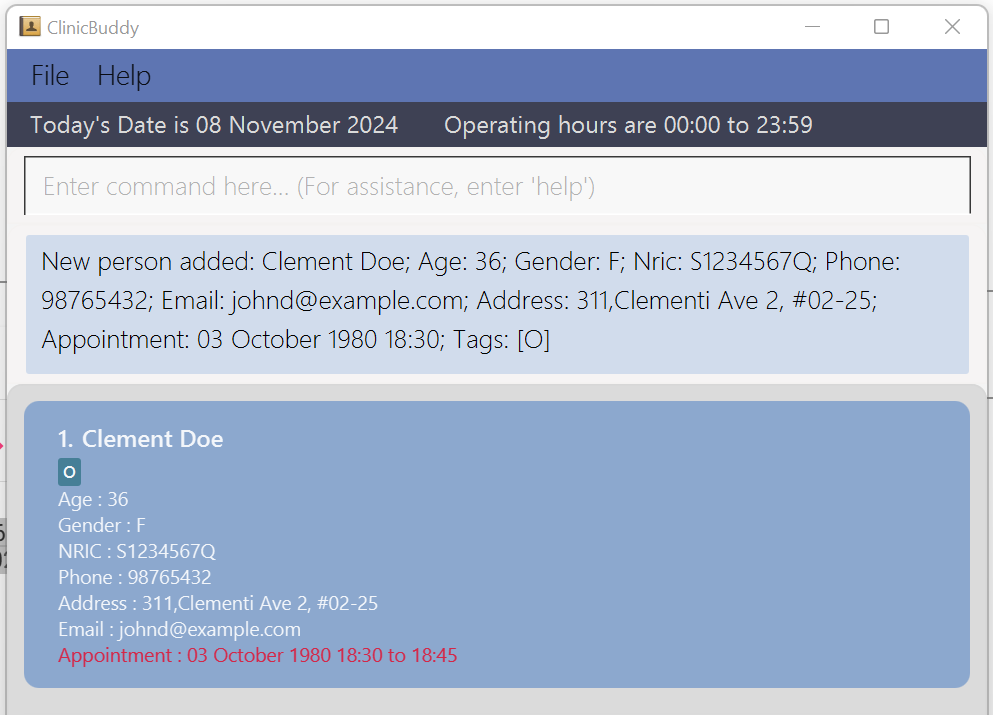 ClinicBuddy
File Help
Today's Date is 08 November 2024 Operating hours are 00:00 to 23:59
Enter command here... (For assistance, enter 'help')
New person added: Clement Doe; Age: 36; Gender: F; Nric: S1234567Q; Phone:
98765432; Email: johnd@example.com; Address: 311,Clementi Ave 2, #02-25;
Appointment: 03 October 1980 18:30; Tags: [O]
1. Clement Doe
O
Age : 36
Gender : F
NRIC : S1234567Q
Phone : 98765432
Address : 311,Clementi Ave 2, #02-25
Email : johnd@example.com
Appointment : 03 October 1980 18:30 to 18:45